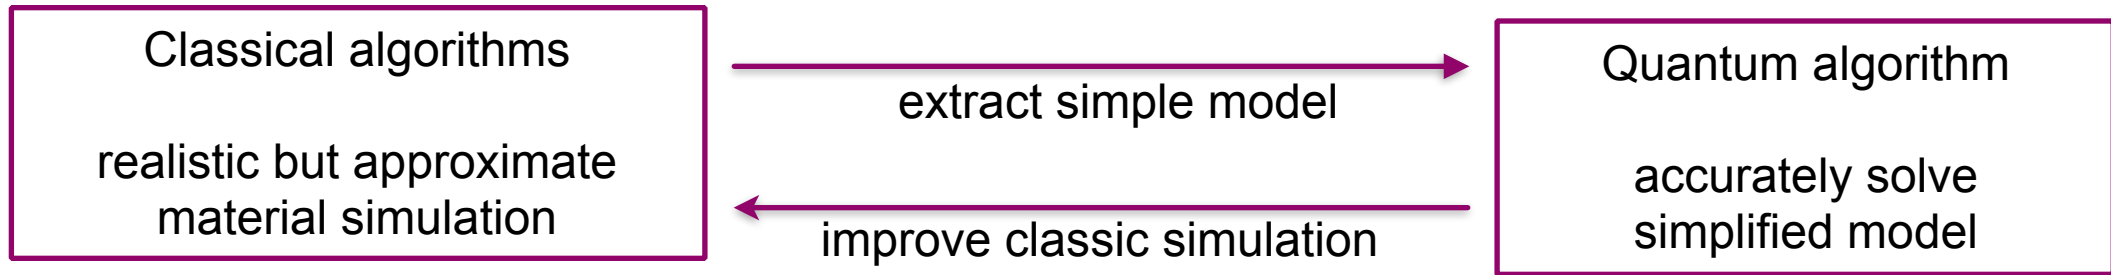 Classical algorithms
realistic but approximate
material simulation
extract simple model
improve classic simulation
Quantum algorithm
accurately solve
simplified model